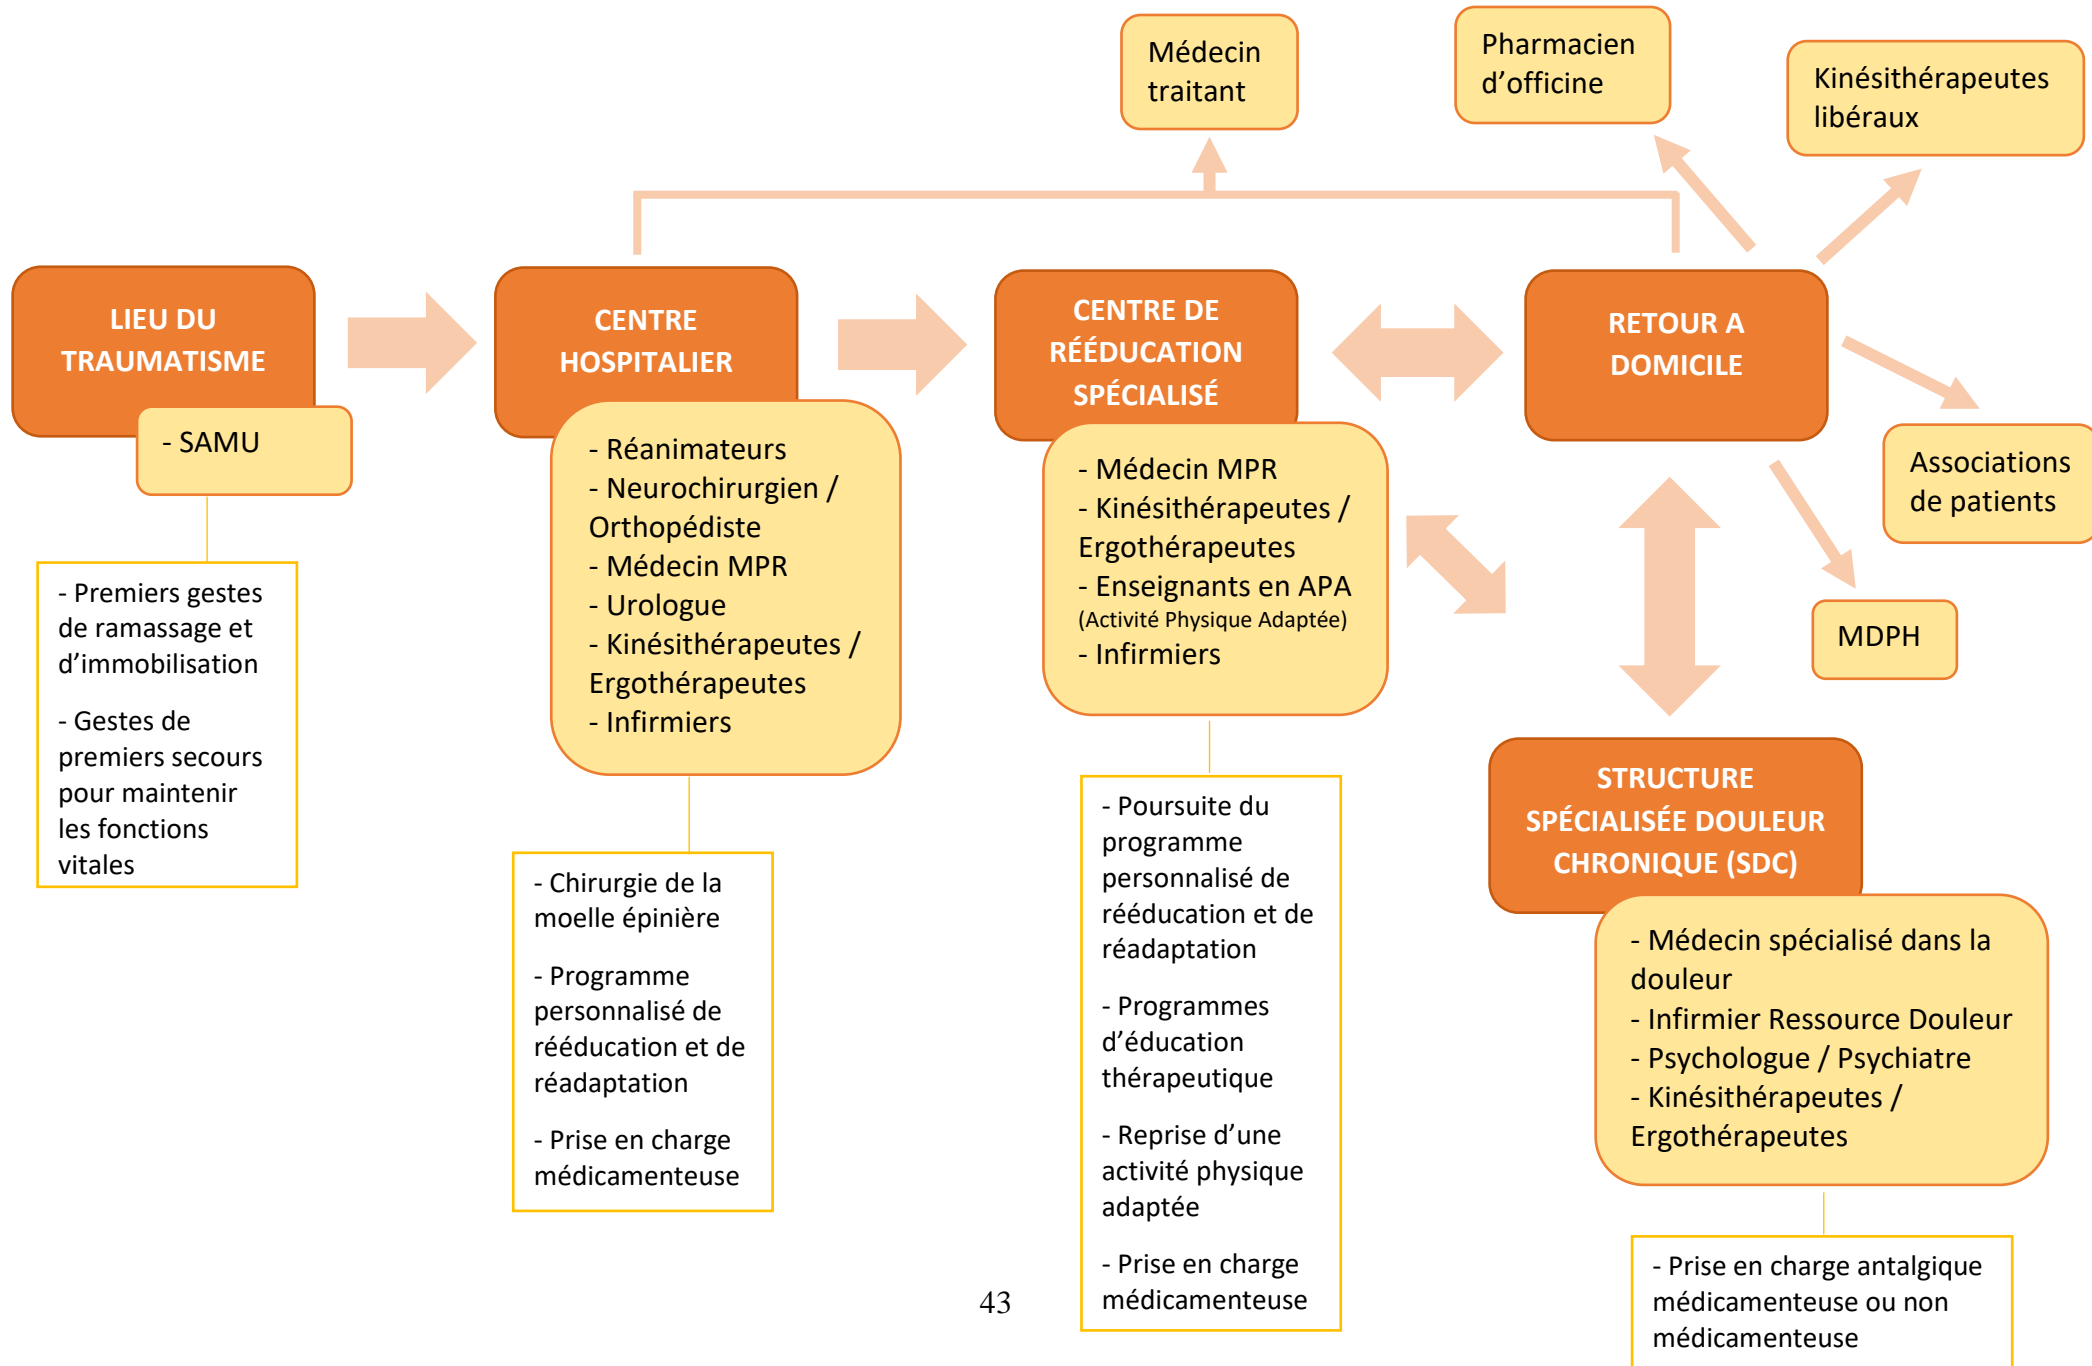 Médecin
traitant
Pharmacien
d’officine
Kinésithérapeutes
libéraux
LIEU DU
TRAUMATISME
- SAMU
- Premiers gestes
de ramassage et
d’immobilisation
- Gestes de
premiers secours
pour maintenir
les fonctions
vitales
CENTRE
HOSPITALIER
- Réanimateurs
- Neurochirurgien /
Orthopédiste
- Médecin MPR
- Urologue
- Kinésithérapeutes /
Ergothérapeutes
- Infirmiers
- Chirurgie de la
moelle épinière
- Programme
personnalisé de
rééducation et de
réadaptation
- Prise en charge
médicamenteuse
CENTRE DE
RÉÉDUCATION
SPÉCIALISÉ
- Médecin MPR
- Kinésithérapeutes /
Ergothérapeutes
- Enseignants en APA
(Activité Physique Adaptée)
- Infirmiers
- Poursuite du
programme
personnalisé de
rééducation et de
réadaptation
- Programmes
d’éducation
thérapeutique
- Reprise d’une
activité physique
adaptée
- Prise en charge
médicamenteuse
RETOUR A
DOMICILE
Associations
de patients
MDPH
STRUCTURE
SPÉCIALISÉE DOULEUR
CHRONIQUE (SDC)
- Médecin spécialisé dans la
douleur
- Infirmier Ressource Douleur
- Psychologue / Psychiatre
- Kinésithérapeutes /
Ergothérapeutes
- Prise en charge antalgique
médicamenteuse ou non
médicamenteuse
43